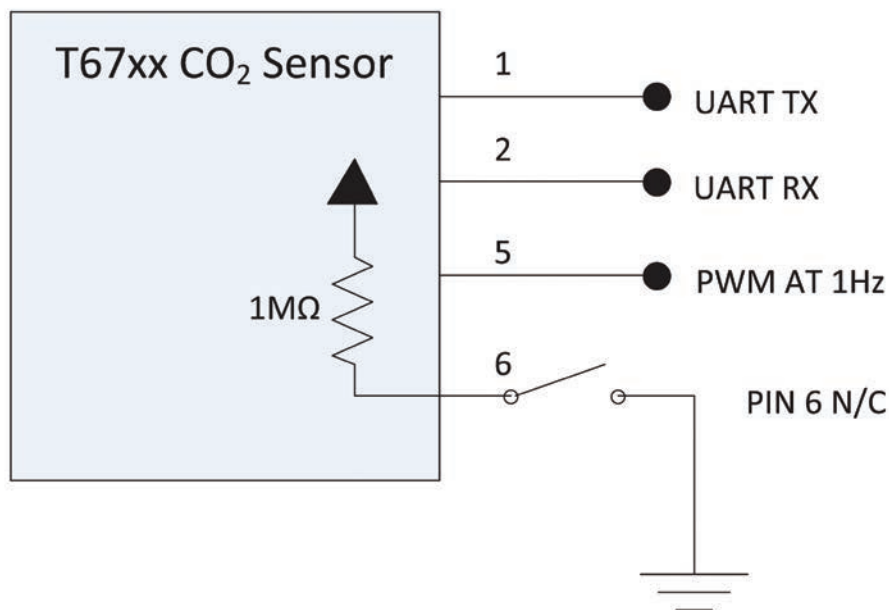 T67xx CO₂ Sensor
1
UART TX
2
UART RX
5
PWM AT 1Hz
1MΩ
6
PIN 6 N/C